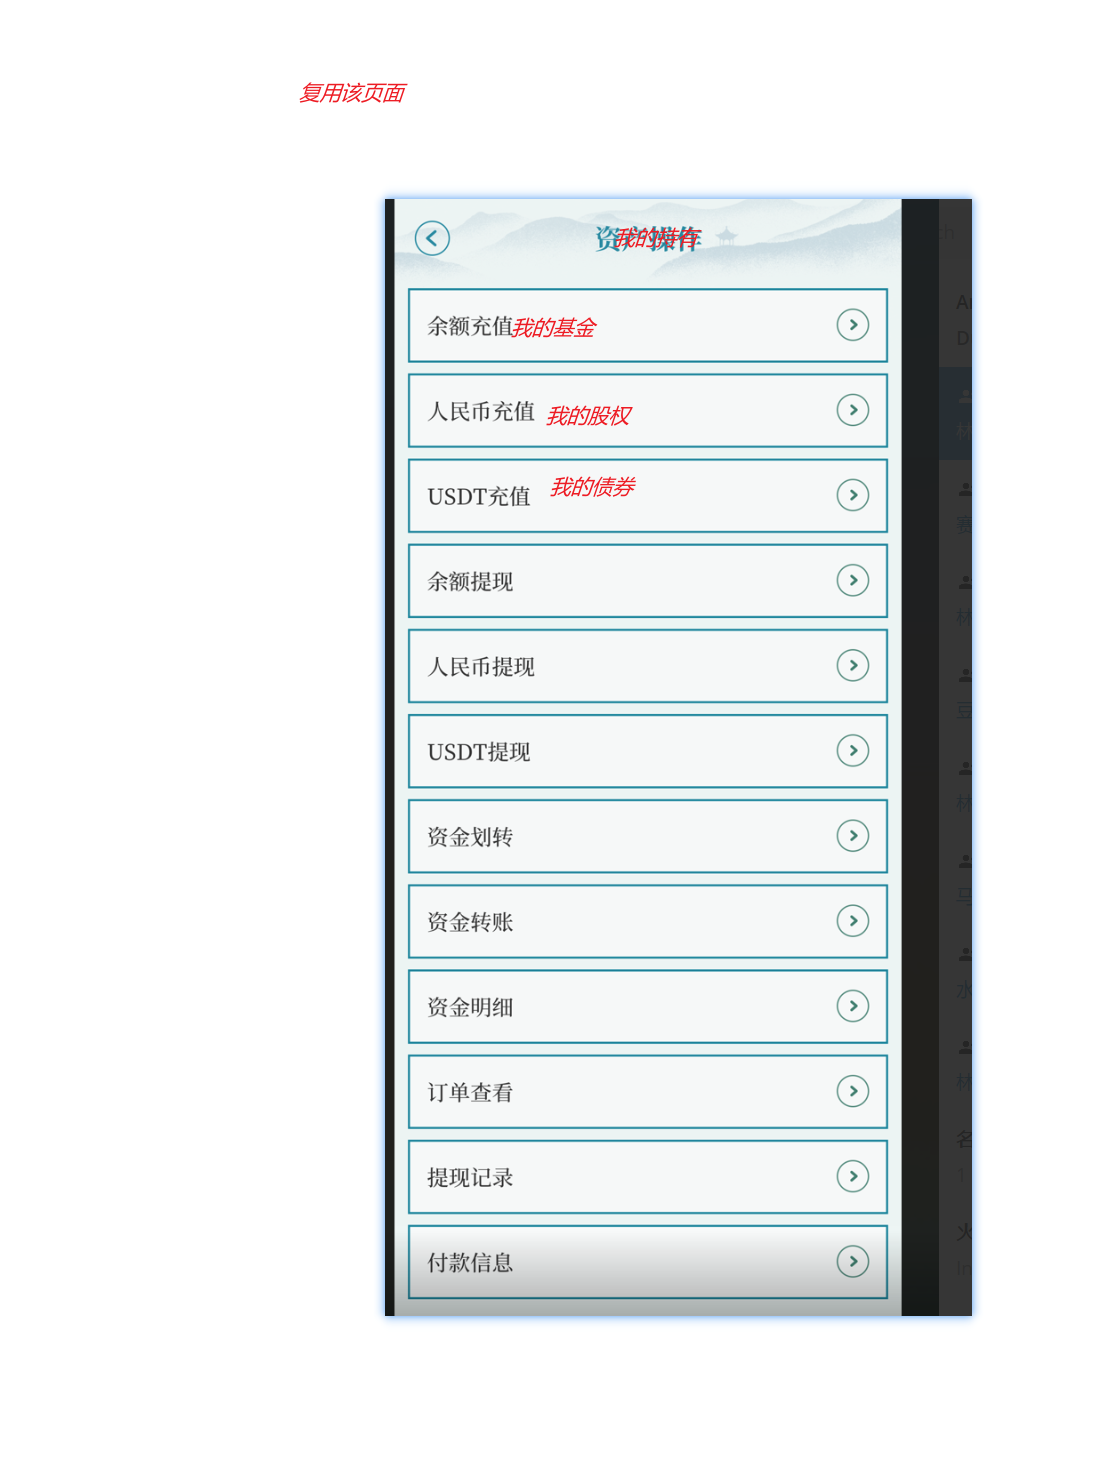 复用该页面
资产操作
我的持有
余额充值
我的基金
人民币充值
我的股权
USDT充值
我的债券
余额提现
人民币提现
USDT提现
资金划转
资金转账
资金明细
订单查看
提现记录
付款信息